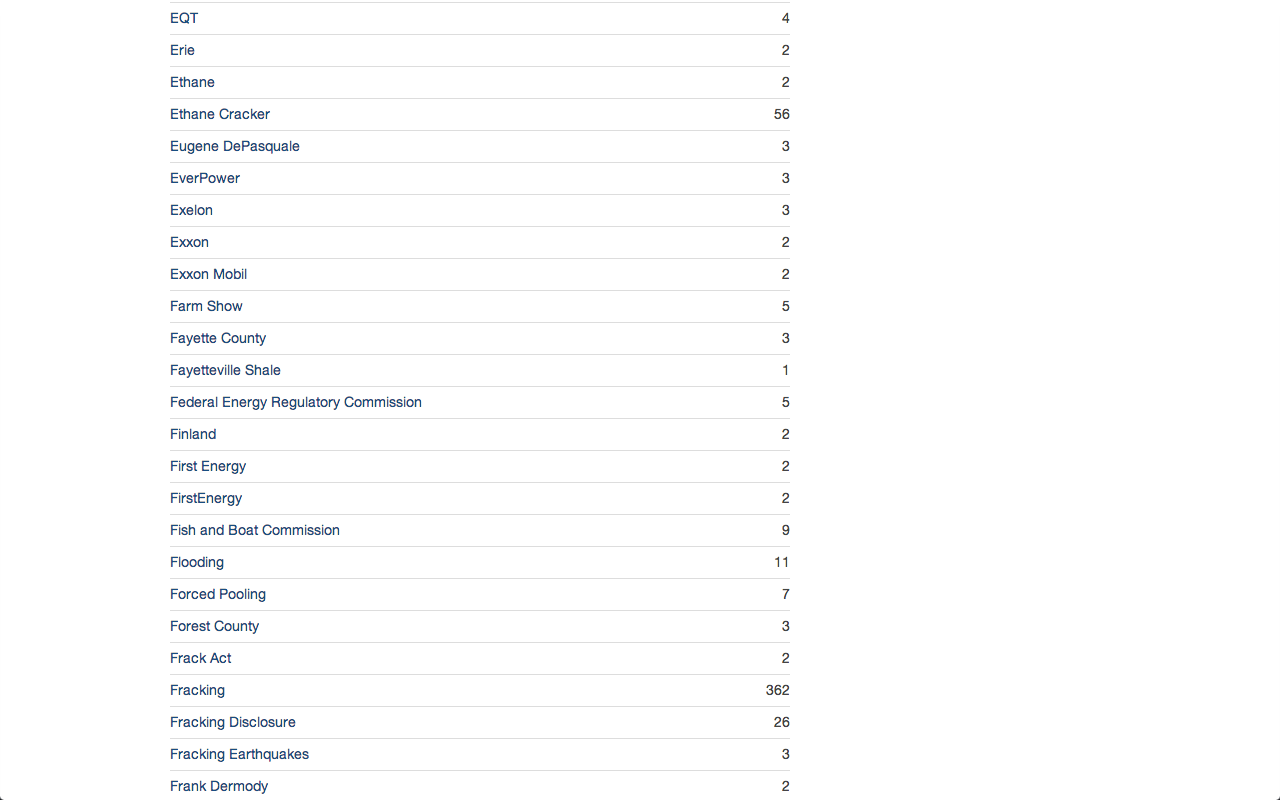 EQT 4
Erie 2
Ethane 2
Ethane Cracker 56
Eugene DePasquale 3
EverPower 3
Exelon 3
Exxon 2
Exxon Mobil 2
Farm Show 5
Fayette County 3
Fayetteville Shale 1
Federal Energy Regulatory Commission 5
Finland 2
First Energy 2
FirstEnergy 2
Fish and Boat Commission 9
Flooding 11
Forced Pooling 7
Forest County 3
Frack Act 2
Fracking 362
Fracking Disclosure 26
Fracking Earthquakes 3
Frank Dermody 2